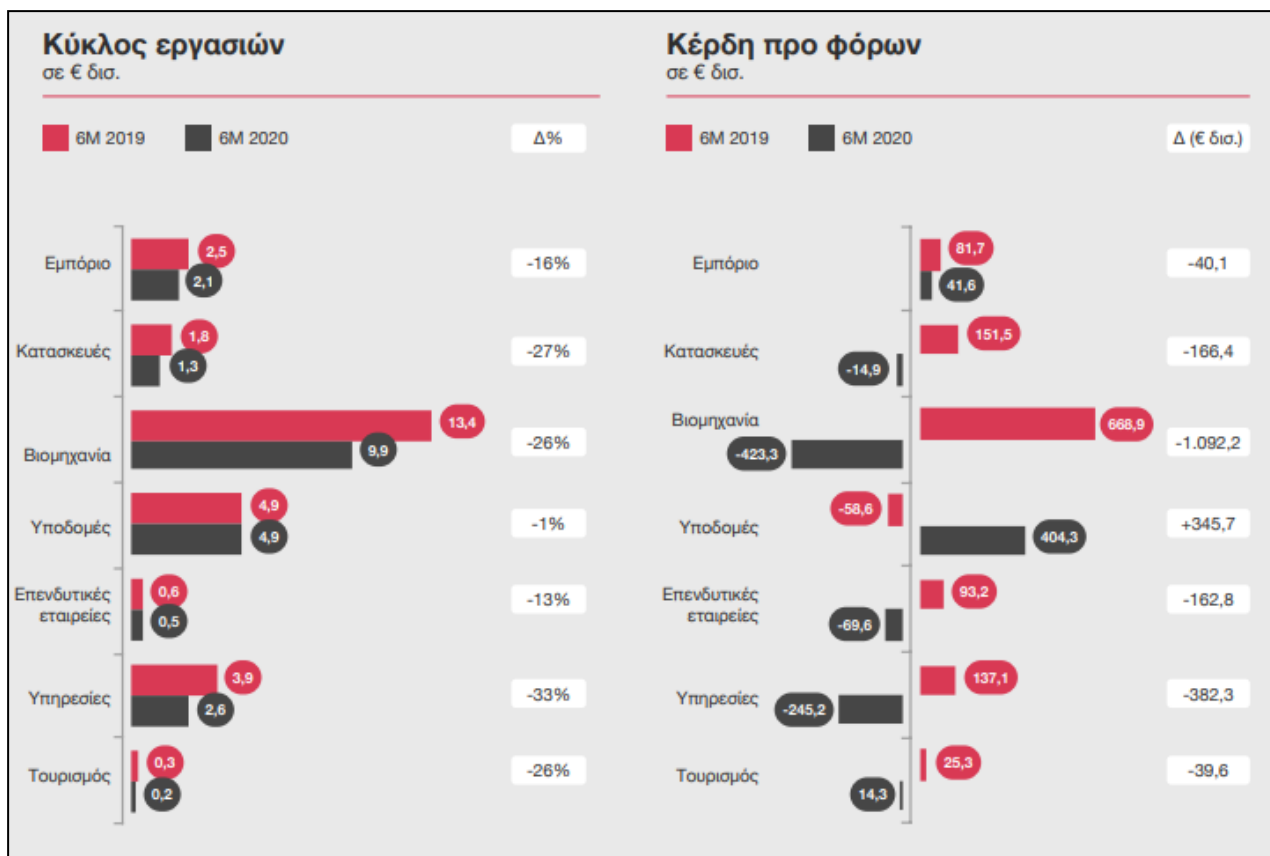 Κύκλος εργασιών
σε € δισ.
6M 2019
6M 2020
Δ%
Εμπόριο
2,5
2,1
-16%
Κατασκευές
1,8
1,3
-27%
Βιομηχανία
13,4
9,9
-26%
Υποδομές
4,9
4,9
-1%
Επενδυτικές
εταιρείες
0,6
0,5
-13%
Υπηρεσίες
3,9
2,6
-33%
Τουρισμός
0,3
0,2
-26%
Κέρδη προ φόρων
σε € δισ.
6M 2019
6M 2020
Δ (€ δισ.)
Εμπόριο
81,7
41,6
-40,1
Κατασκευές
151,5
-14,9
-166,4
Βιομηχανία
668,9
-423,3
-1.092,2
Υποδομές
-58,6
404,3
+345,7
Επενδυτικές
εταιρείες
93,2
-69,6
-162,8
Υπηρεσίες
137,1
-245,2
-382,3
Τουρισμός
25,3
14,3
-39,6